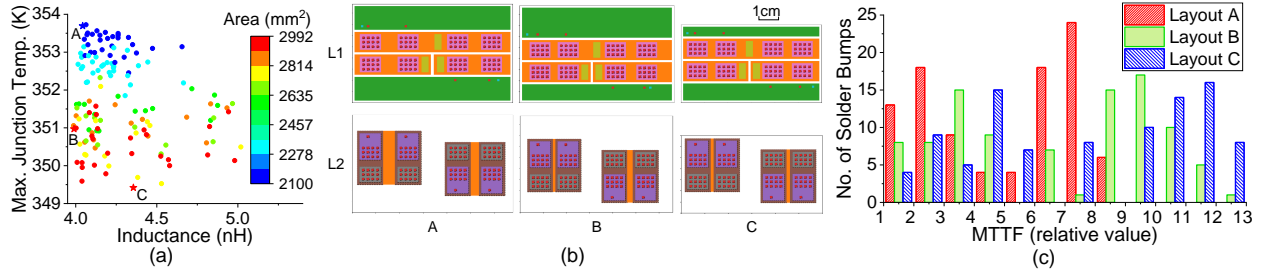 Max. Junction Temp. (K)
354
353
352
351
350
349
A
B
C
4.0
4.5
5.0
Inductance (nH)
(a)
Area (mm²)
2992
2814
2635
2457
2278
2100
L1
L2
1cm
A
B
C
(b)
No. of Solder Bumps
25
20
15
10
5
0
Layout A
Layout B
Layout C
1 2 3 4 5 6 7 8 9 10 11 12 13
MTTF (relative value)
(c)